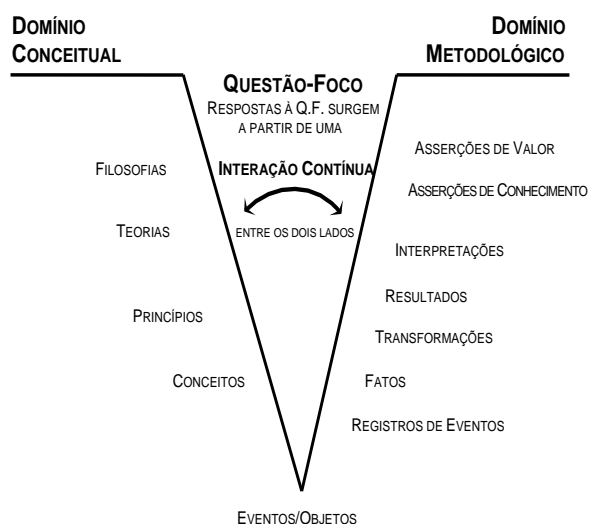 DOMÍNIO
CONCEITUAL
DOMÍNIO
METODOLÓGICO
QUESTÃO-FOCO
RESPOSTAS À Q.F. SURGEM
A PARTIR DE UMA
INTERAÇÃO CONTÍNUA
ENTRE OS DOIS LADOS
FILOSOFIAS
TEORIAS
PRINCÍPIOS
CONCEITOS
ASSERÇÕES DE VALOR
ASSERÇÕES DE CONHECIMENTO
INTERPRETAÇÕES
RESULTADOS
TRANSFORMAÇÕES
FATOS
REGISTROS DE EVENTOS
EVENTOS/OBJETOS